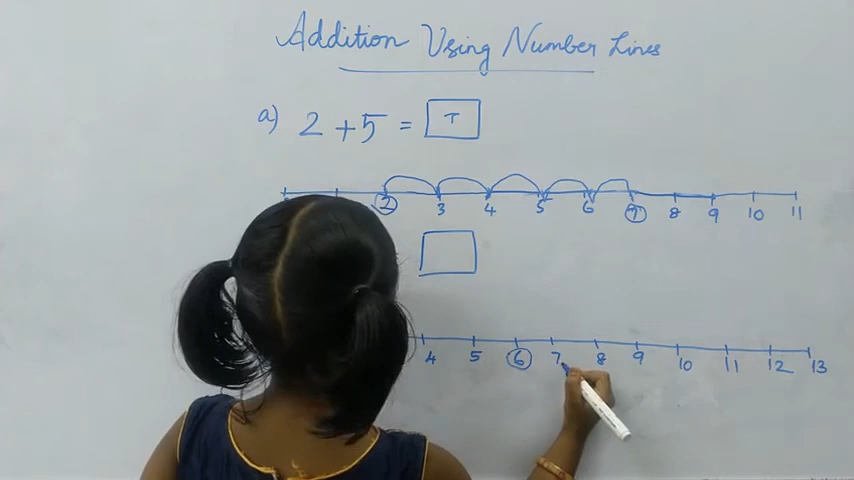 Addition Using Number Lines
a) 2 + 5 = 7
2 3 4 5 6 7 8 9 10 11
4 5 6 7 8 9 10 11 12 13